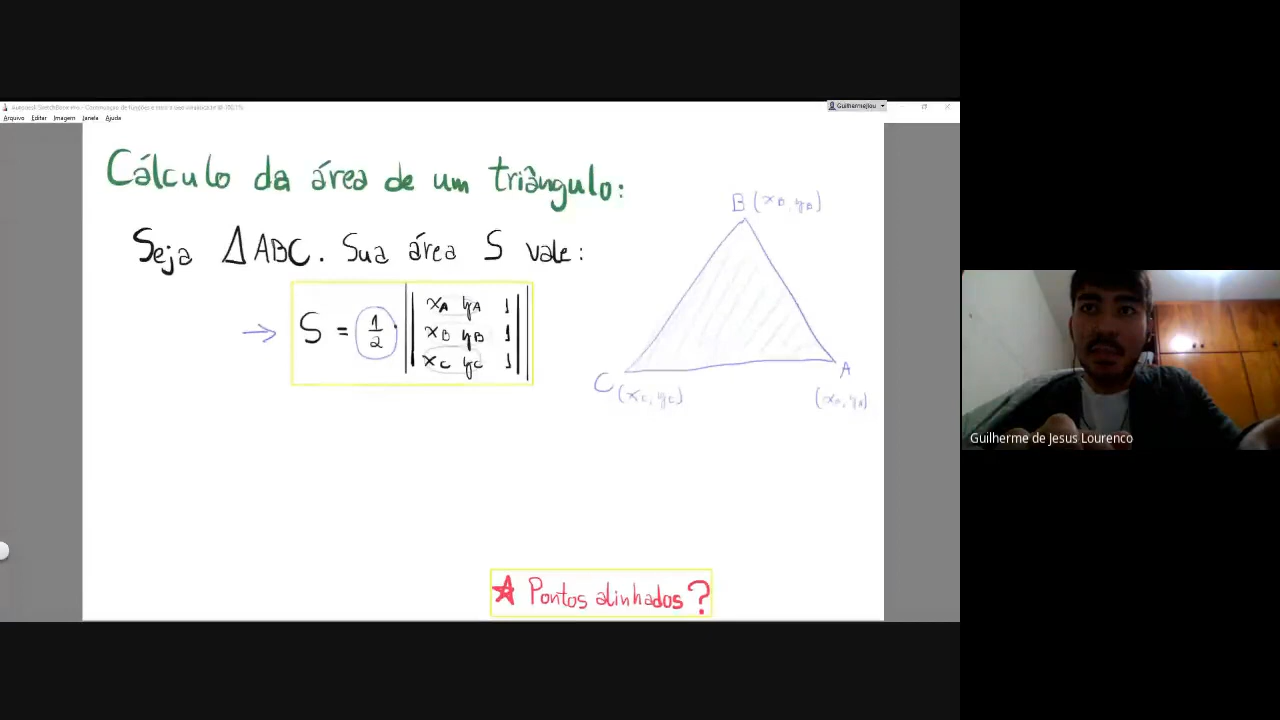 Guilhermejlou
Arquivo Editar Imagem Janela Ajuda
Cálculo da área de um triângulo:
Seja ΔABC. Sua área S vale:
B (xB, yB)
→ S = 1/2 · || xA yA 1
xB yB 1
xC yC 1 ||
C (xC, yC)
A (xA, yA)
☆ Pontos alinhados?
Guilherme de Jesus Lourenco